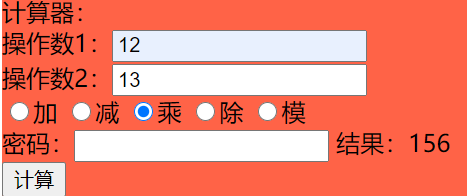 计算器：
操作数1：12
操作数2：13
加 减 乘 除 模
密码： 结果：156
计算